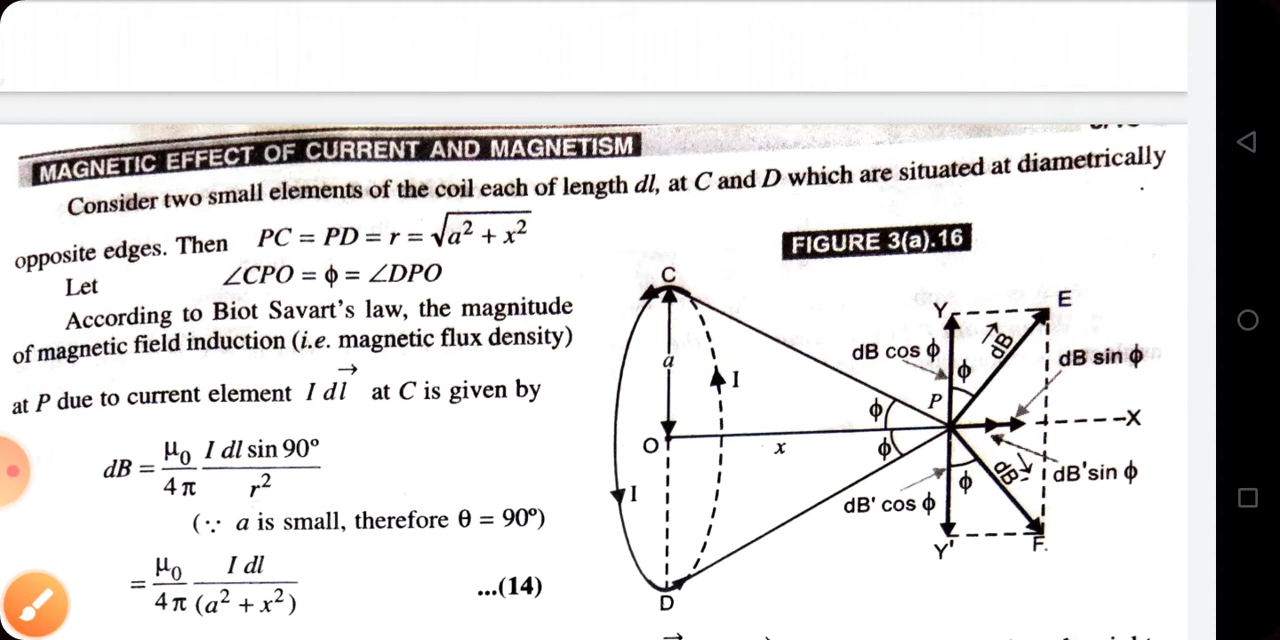 MAGNETIC EFFECT OF CURRENT AND MAGNETISM
Consider two small elements of the coil each of length dl, at C and D which are situated at diametrically
opposite edges. Then PC = PD = r = √(a² + x²)
Let ∠CPO = ϕ = ∠DPO
According to Biot Savart's law, the magnitude
of magnetic field induction (i.e. magnetic flux density)
at P due to current element I dl→ at C is given by
dB = μ₀/4π I dl sin 90°/r²
(∵ a is small, therefore θ = 90°)
= μ₀/4π I dl/(a² + x²) ...(14)
FIGURE 3(a).16
C
a
I
O
x
I
D
ϕ
ϕ
P
Y
E
dB cos ϕ
ϕ
dB→
dB sin ϕ
X
dB' cos ϕ
ϕ
dB'
dB' sin ϕ
Y'
F.